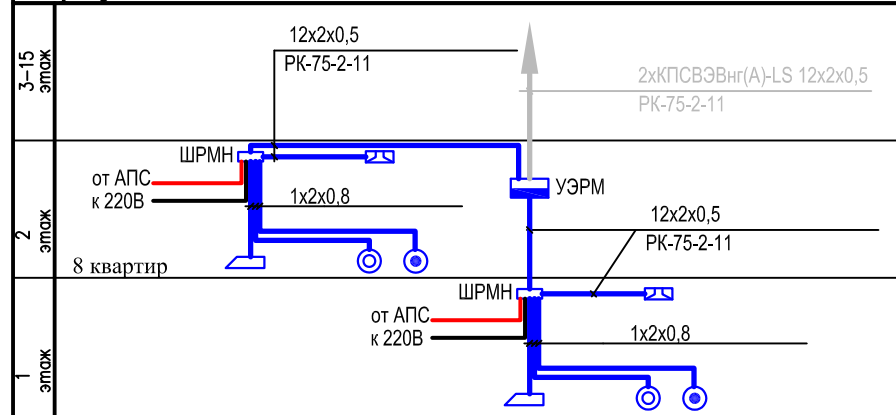 3–15
этаж
12x2x0,5
РК-75-2-11
2хКПСВЭВнг(А)-LS 12x2x0,5
РК-75-2-11
ШРМН
от АПС
к 220В
1x2x0,8
УЭРМ
12x2x0,5
РК-75-2-11
2
этаж
8 квартир
ШРМН
от АПС
к 220В
1x2x0,8
1
этаж